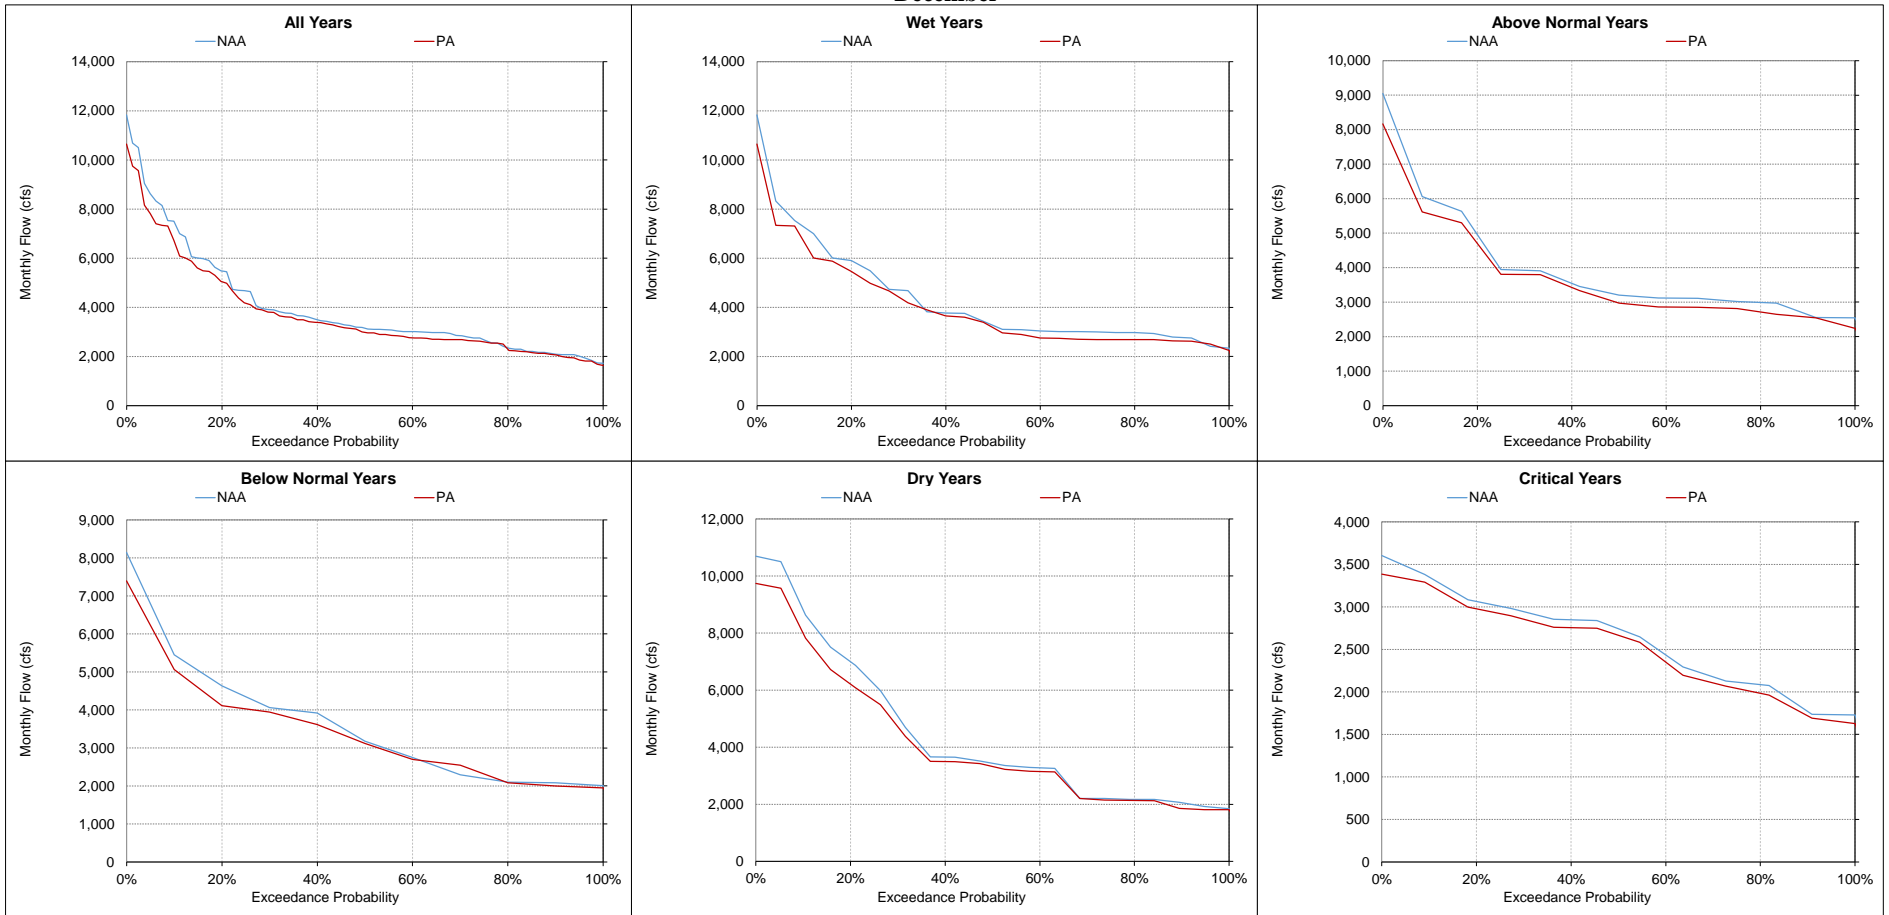 December
All Years
NAA PA
14,000
12,000
10,000
8,000
6,000
4,000
2,000
0
Monthly Flow (cfs)
0% 20% 40% 60% 80% 100%
Exceedance Probability
Wet Years
NAA PA
14,000
12,000
10,000
8,000
6,000
4,000
2,000
0
Monthly Flow (cfs)
0% 20% 40% 60% 80% 100%
Exceedance Probability
Above Normal Years
NAA PA
10,000
9,000
8,000
7,000
6,000
5,000
4,000
3,000
2,000
1,000
0
Monthly Flow (cfs)
0% 20% 40% 60% 80% 100%
Exceedance Probability
Below Normal Years
NAA PA
9,000
8,000
7,000
6,000
5,000
4,000
3,000
2,000
1,000
0
Monthly Flow (cfs)
0% 20% 40% 60% 80% 100%
Exceedance Probability
Dry Years
NAA PA
12,000
10,000
8,000
6,000
4,000
2,000
0
Monthly Flow (cfs)
0% 20% 40% 60% 80% 100%
Exceedance Probability
Critical Years
NAA PA
4,000
3,500
3,000
2,500
2,000
1,500
1,000
500
0
Monthly Flow (cfs)
0% 20% 40% 60% 80% 100%
Exceedance Probability